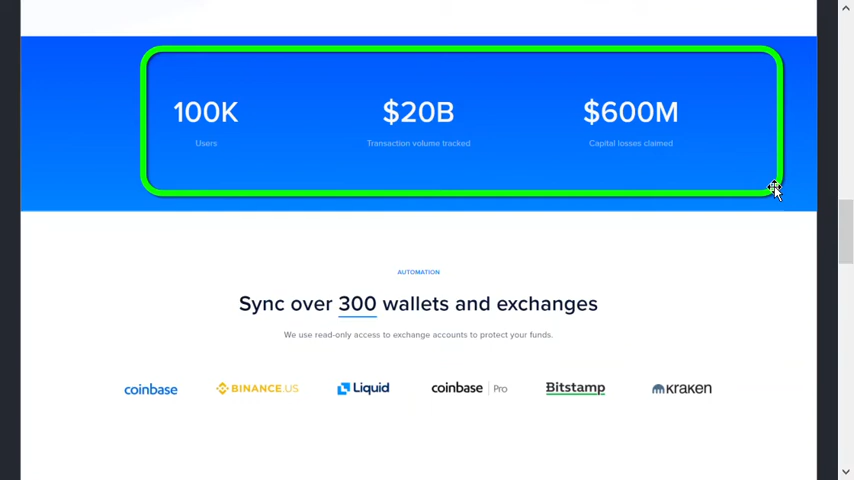 100K $20B $600M
Users Transaction volume tracked Capital losses claimed
AUTOMATION
Sync over 300 wallets and exchanges
We use read-only access to exchange accounts to protect your funds.
coinbase BINANCE.US Liquid coinbase Pro Bitstamp kraken